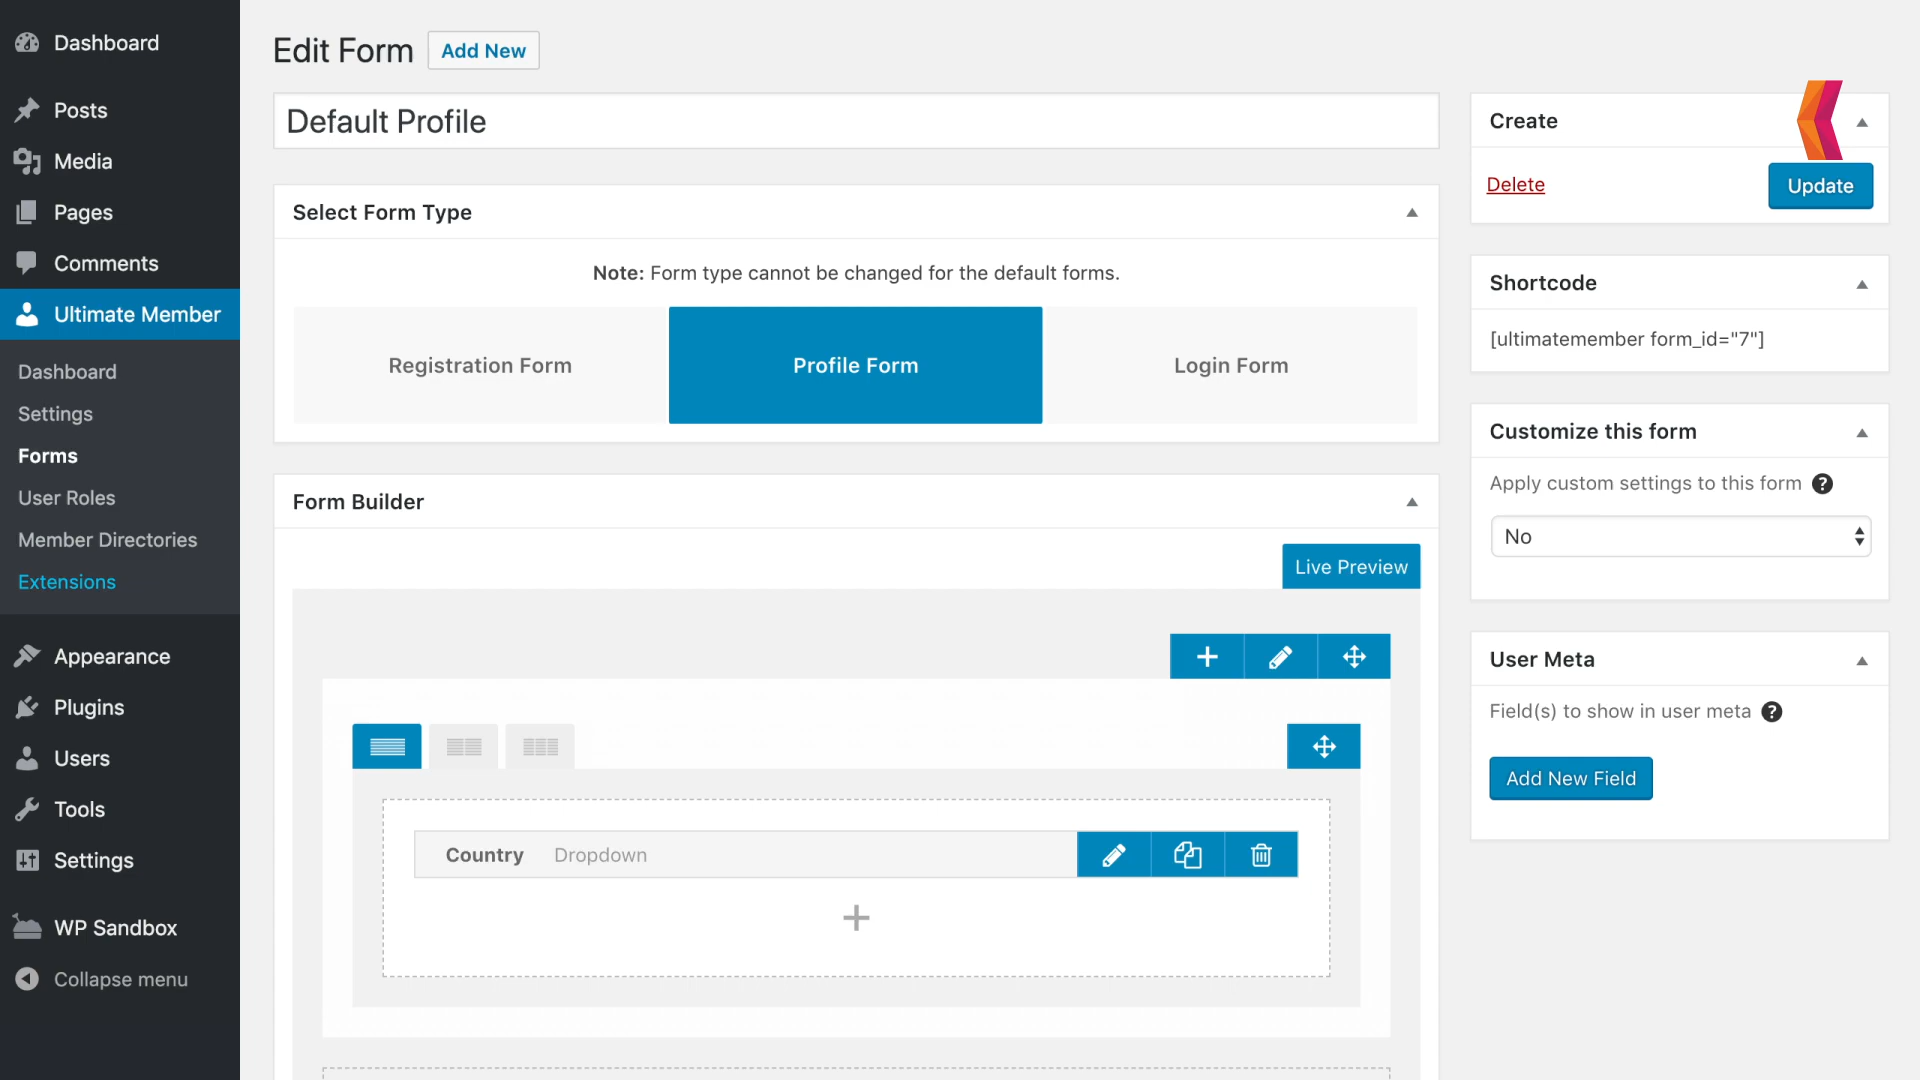 Dashboard
Posts
Media
Pages
Comments
Ultimate Member
Dashboard
Settings
Forms
User Roles
Member Directories
Extensions
Appearance
Plugins
Users
Tools
Settings
WP Sandbox
Collapse menu
Edit Form
Add New
Default Profile
Select Form Type
Note: Form type cannot be changed for the default forms.
Registration Form
Profile Form
Login Form
Form Builder
Live Preview
Country Dropdown
Create
Delete
Update
Shortcode
[ultimatemember form_id="7"]
Customize this form
Apply custom settings to this form ?
No
User Meta
Field(s) to show in user meta ?
Add New Field